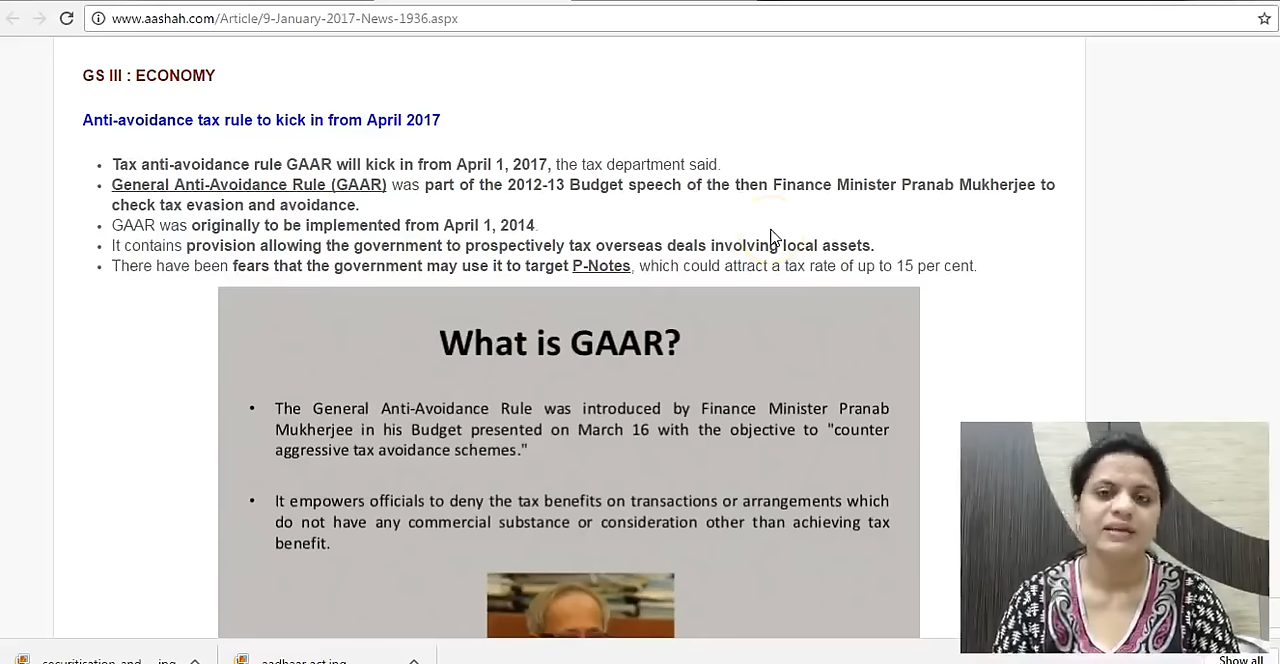 www.aashah.com/Article/9-January-2017-News-1936.aspx
GS III : ECONOMY
Anti-avoidance tax rule to kick in from April 2017
• Tax anti-avoidance rule GAAR will kick in from April 1, 2017, the tax department said.
• General Anti-Avoidance Rule (GAAR) was part of the 2012-13 Budget speech of the then Finance Minister Pranab Mukherjee to
check tax evasion and avoidance.
• GAAR was originally to be implemented from April 1, 2014.
• It contains provision allowing the government to prospectively tax overseas deals involving local assets.
• There have been fears that the government may use it to target P-Notes, which could attract a tax rate of up to 15 per cent.
What is GAAR?
• The General Anti-Avoidance Rule was introduced by Finance Minister Pranab
Mukherjee in his Budget presented on March 16 with the objective to "counter
aggressive tax avoidance schemes."
• It empowers officials to deny the tax benefits on transactions or arrangements which
do not have any commercial substance or consideration other than achieving tax
benefit.
Show all